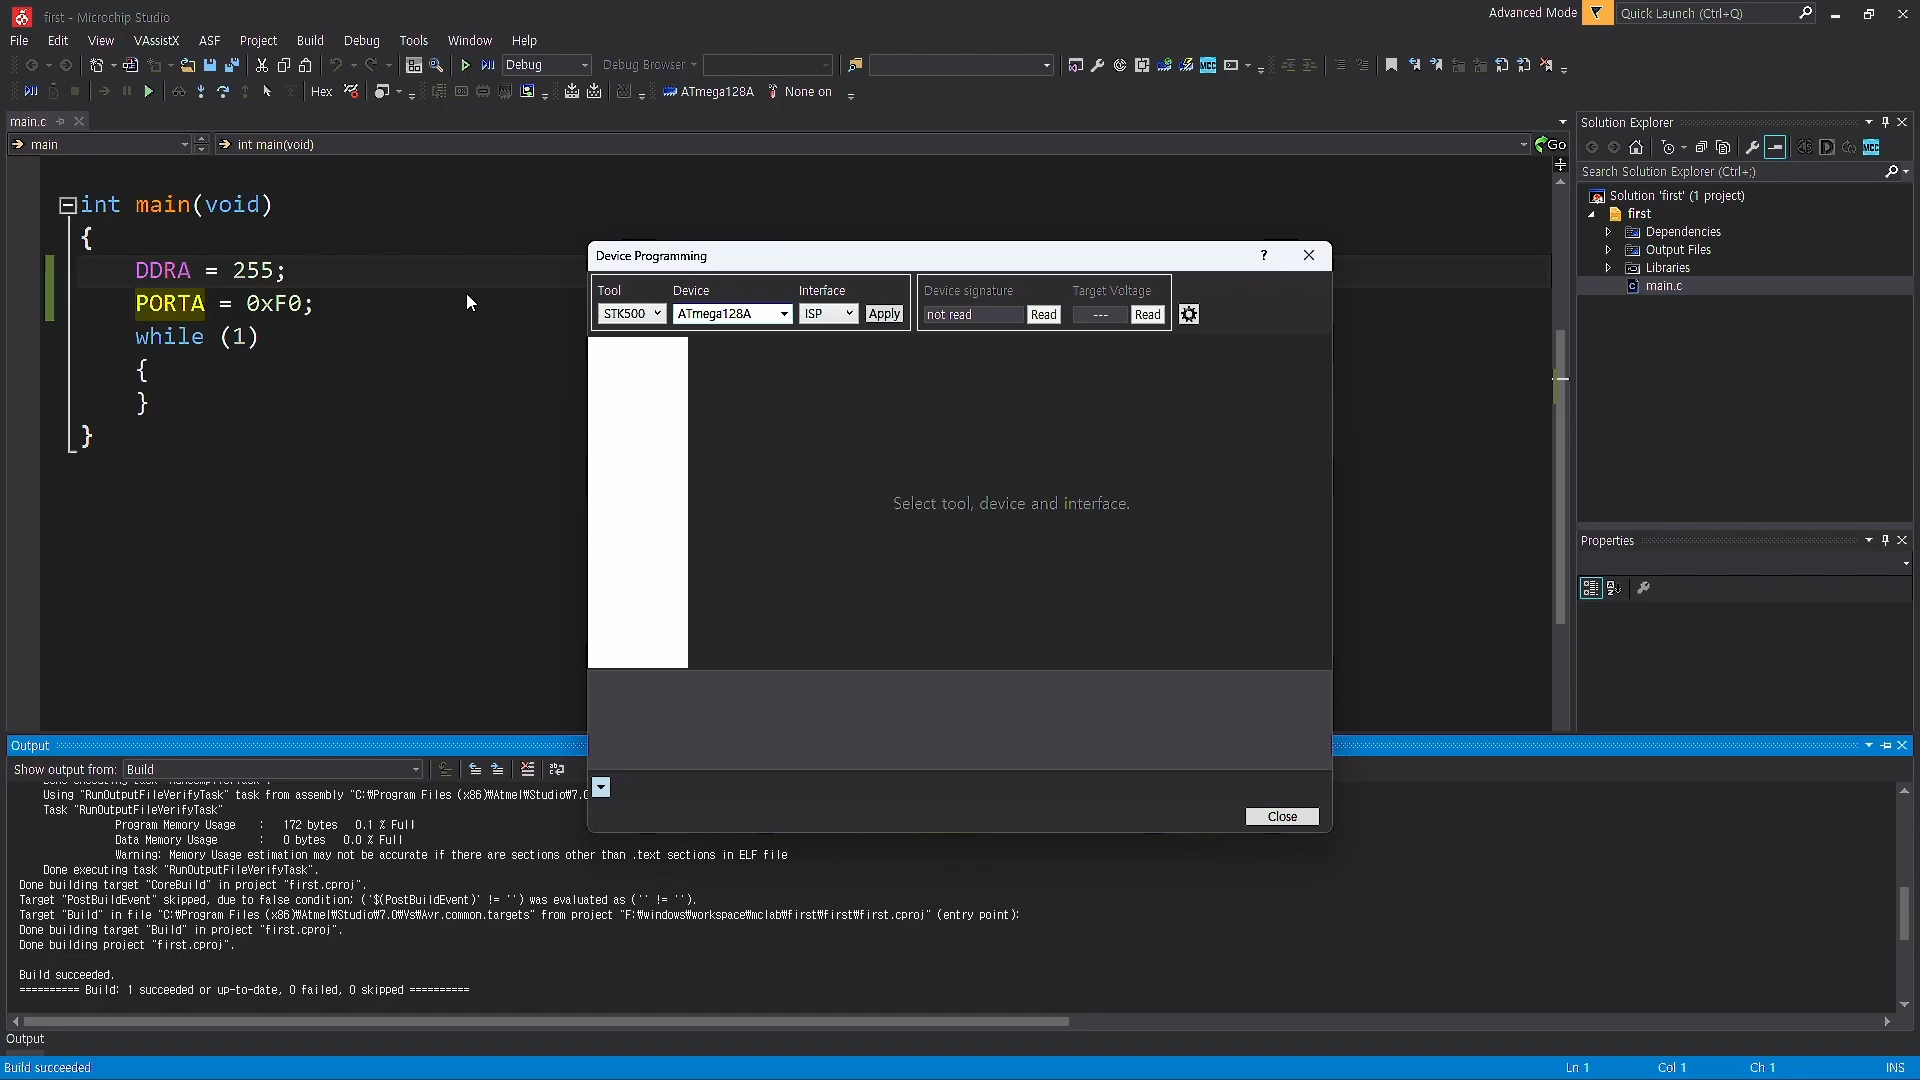 first - Microchip Studio
Advanced Mode
Quick Launch (Ctrl+Q)
File Edit View VAssistX ASF Project Build Debug Tools Window Help
Debug
Debug Browser
Hex
ATmega128A
None on
main.c
main
int main(void)
Go
int main(void)
{
DDRA = 255;
PORTA = 0xF0;
while (1)
{
}
}
Device Programming
? 
Tool Device Interface
STK500 ATmega128A ISP Apply
Device signature Target Voltage
not read Read --- Read
Select tool, device and interface.
Close
Solution Explorer
Search Solution Explorer (Ctrl+;)
Solution 'first' (1 project)
first
Dependencies
Output Files
Libraries
main.c
Properties
Output
Show output from: Build
Using "RunOutputFileVerifyTask" task from assembly "C:₩Program Files (x86)₩Atmel₩Studio₩7.0
Task "RunOutputFileVerifyTask"
Program Memory Usage : 172 bytes 0.1 % Full
Data Memory Usage : 0 bytes 0.0 % Full
Warning: Memory Usage estimation may not be accurate if there are sections other than .text sections in ELF file
Done executing task "RunOutputFileVerifyTask".
Done building target "CoreBuild" in project "first.cproj".
Target "PostBuildEvent" skipped, due to false condition; ('$(PostBuildEvent)' != '') was evaluated as ('' != '').
Target "Build" in file "C:₩Program Files (x86)₩Atmel₩Studio₩7.0₩Vs₩Avr.common.targets" from project "F:₩windows₩workspace₩mclab₩first₩first₩first.cproj" (entry point):
Done building target "Build" in project "first.cproj".
Done building project "first.cproj".
Build succeeded.
========== Build: 1 succeeded or up-to-date, 0 failed, 0 skipped ==========
Output
Build succeeded
Ln 1 Col 1 Ch 1 INS